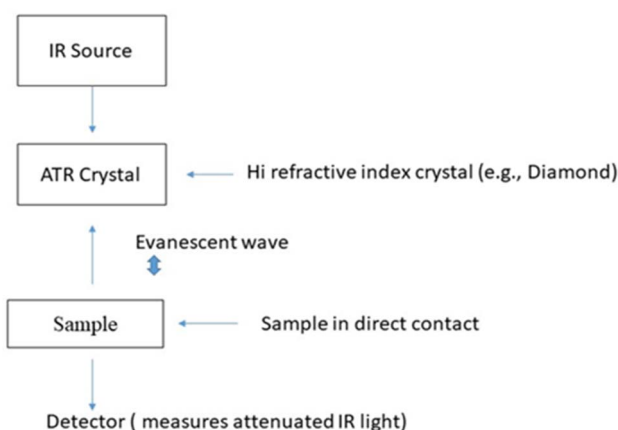 IR Source
ATR Crystal
Hi refractive index crystal (e.g., Diamond)
Evanescent wave
Sample
Sample in direct contact
Detector ( measures attenuated IR light)